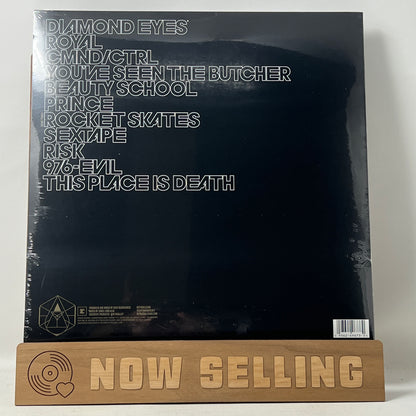 DIAMOND EYES
ROYAL
CMND/CTRL
YOU'VE SEEN THE BUTCHER
BEAUTY SCHOOL
PRINCE
ROCKET SKATES
SEXTAPE
RISK
976-EVIL
THIS PLACE IS DEATH
NOW SELLING